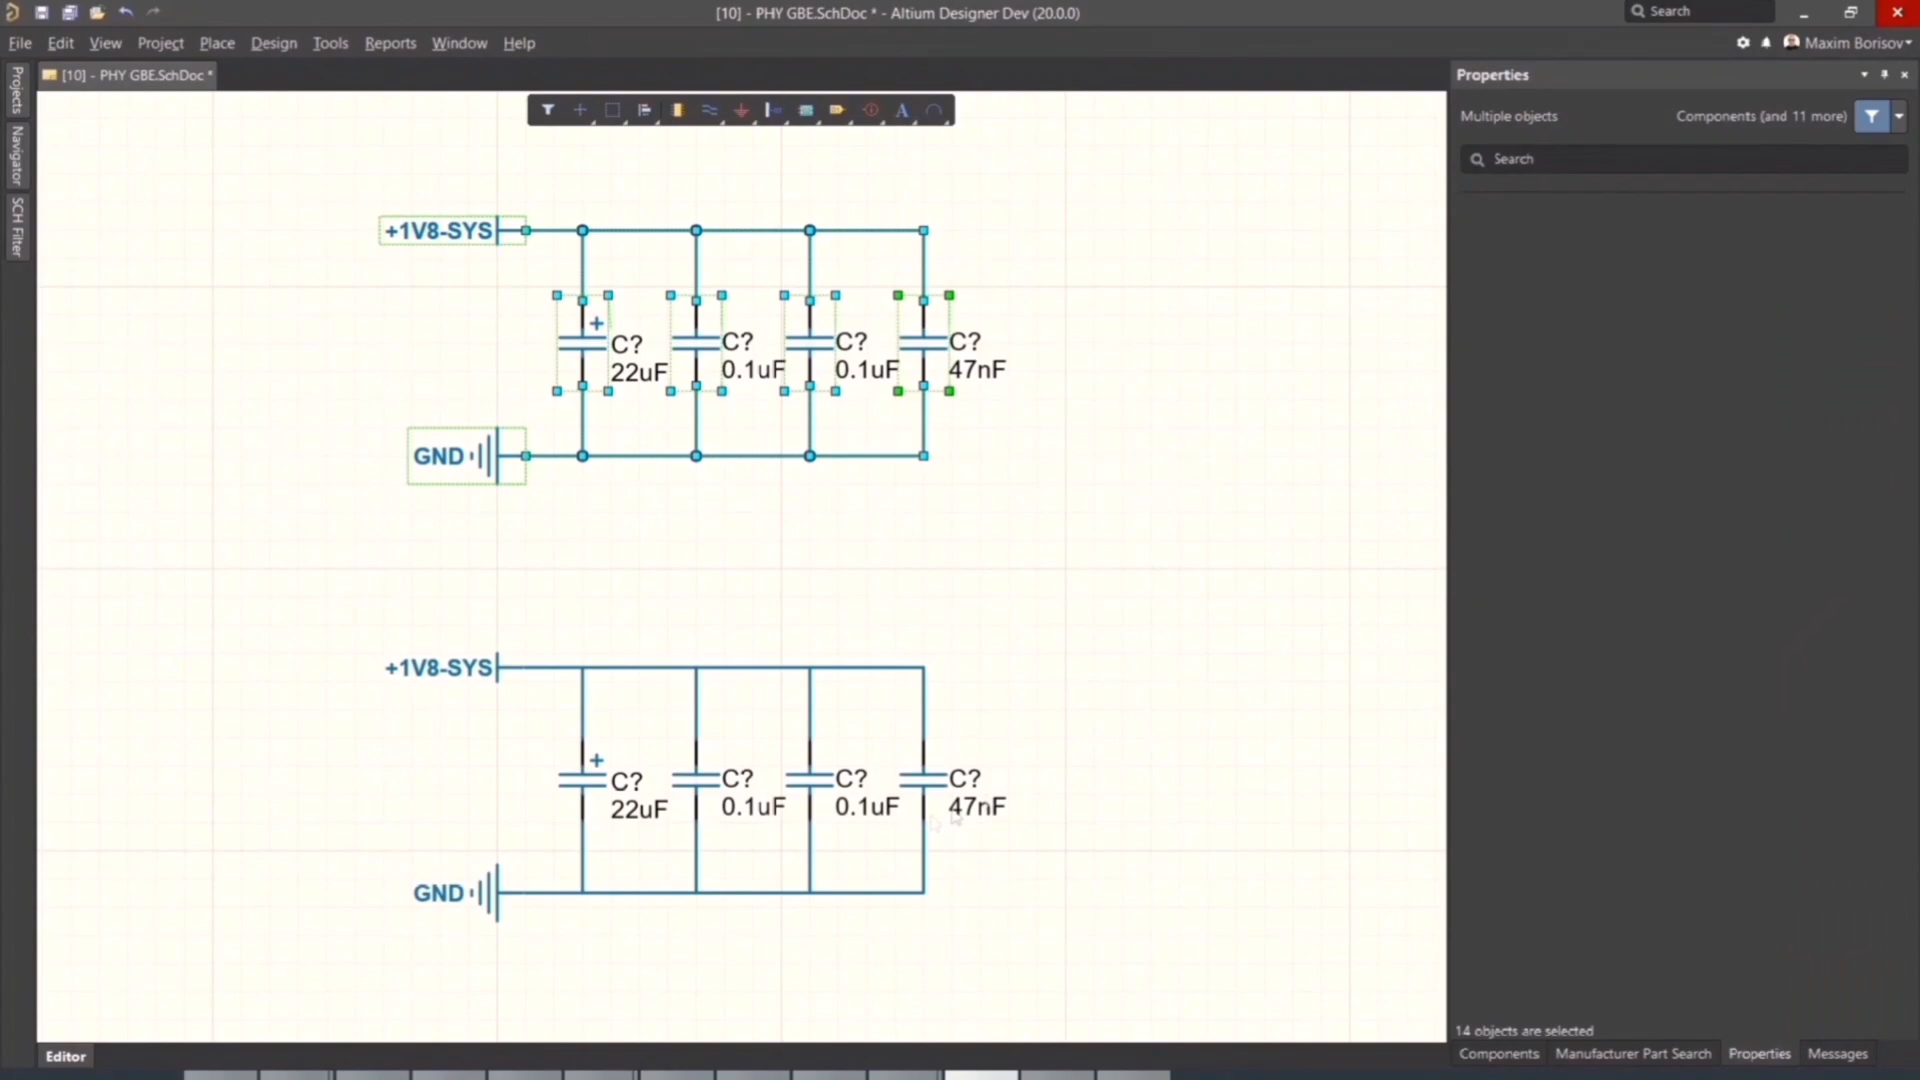 [10] - PHY GBE.SchDoc * - Altium Designer Dev (20.0.0)
Search
File Edit View Project Place Design Tools Reports Window Help
Maxim Borisov
Projects
Navigator
SCH Filter
[10] - PHY GBE.SchDoc *
Properties
Multiple objects
Components (and 11 more)
Search
+1V8-SYS
+
C?
22uF
C?
0.1uF
C?
0.1uF
C?
47nF
GND
+1V8-SYS
+
C?
22uF
C?
0.1uF
C?
0.1uF
C?
47nF
GND
14 objects are selected
Editor
Components Manufacturer Part Search Properties Messages